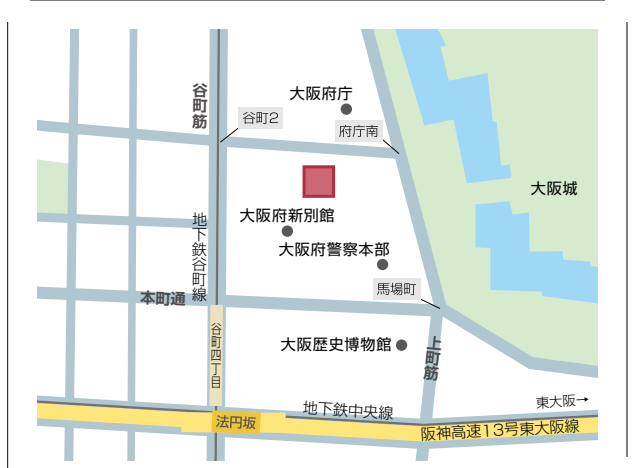 谷町筋
大阪府庁
谷町2
府庁南
大阪城
地下鉄谷町線
大阪府新別館
大阪府警察本部
馬場町
本町通
谷町四丁目
大阪歴史博物館
上町筋
東大阪→
地下鉄中央線
法円坂
阪神高速13号東大阪線